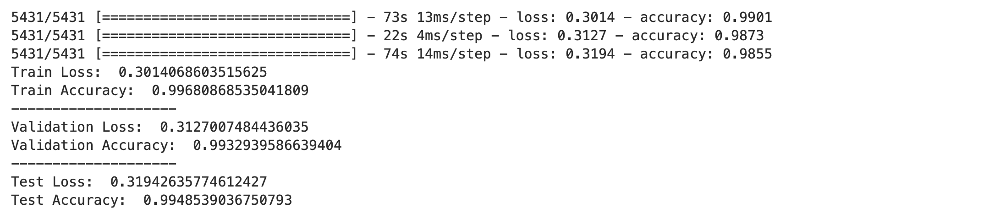 5431/5431 [==============================] - 73s 13ms/step - loss: 0.3014 - accuracy: 0.9901
5431/5431 [==============================] - 22s 4ms/step - loss: 0.3127 - accuracy: 0.9873
5431/5431 [==============================] - 74s 14ms/step - loss: 0.3194 - accuracy: 0.9855
Train Loss:  0.3014068603515625
Train Accuracy:  0.99680868535041809
--------------------
Validation Loss:  0.3127007484436035
Validation Accuracy:  0.9932939586639404
--------------------
Test Loss:  0.31942635774612427
Test Accuracy:  0.9948539036750793